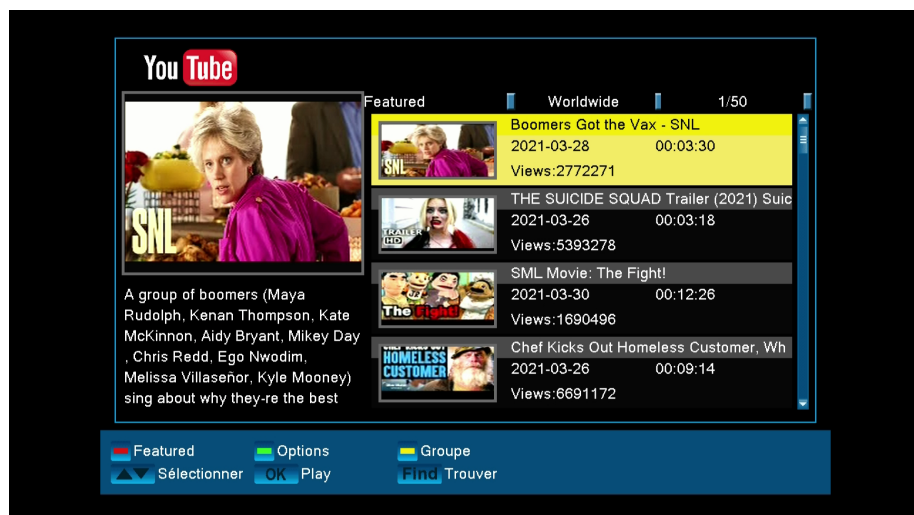 You Tube
Featured
Worldwide
1/50
SNL
A group of boomers (Maya
Rudolph, Kenan Thompson, Kate
McKinnon, Aidy Bryant, Mikey Day
, Chris Redd, Ego Nwodim,
Melissa Villaseñor, Kyle Mooney)
sing about why they-re the best
SNL
Boomers Got the Vax - SNL
2021-03-28 00:03:30
Views:2772271
TRAILER
HD
THE SUICIDE SQUAD Trailer (2021) Suic
2021-03-26 00:03:18
Views:5393278
The Fight!
SML Movie: The Fight!
2021-03-30 00:12:26
Views:1690496
HOMELESS
CUSTOMER
Chef Kicks Out Homeless Customer, Wh
2021-03-26 00:09:14
Views:6691172
Featured Options Groupe
Sélectionner OK Play Find Trouver